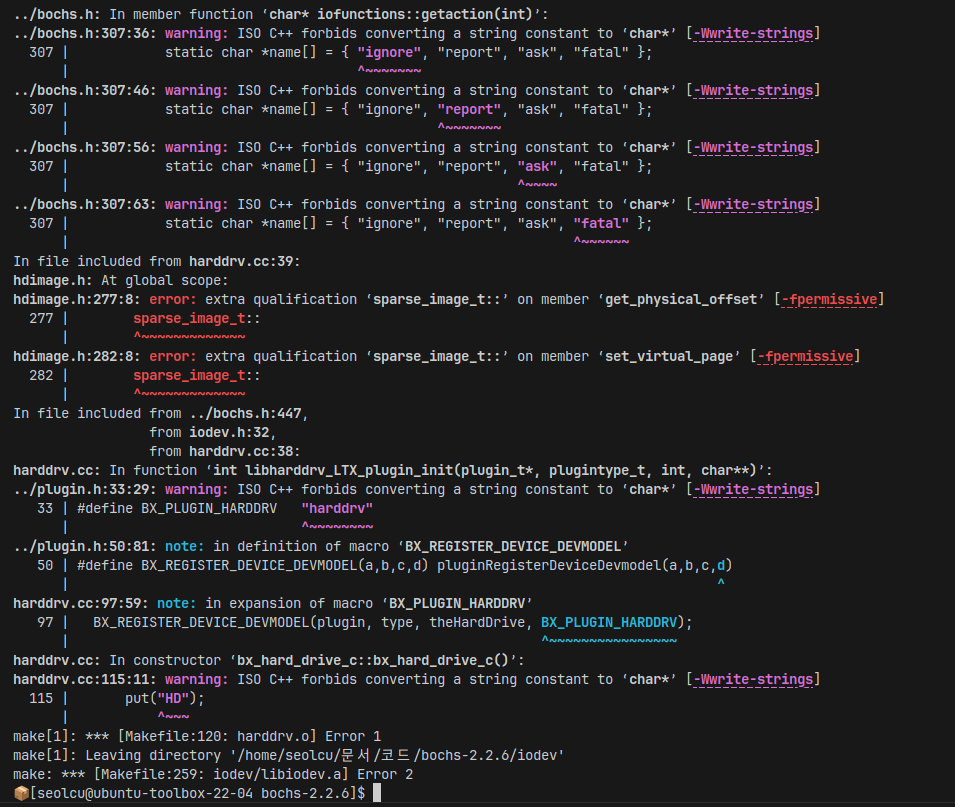 ../bochs.h: In member function ‘char* iofunctions::getaction(int)’:
../bochs.h:307:36: warning: ISO C++ forbids converting a string constant to ‘char*’ [-Wwrite-strings]
  307 |            static char *name[] = { "ignore", "report", "ask", "fatal" };
      |                                    ^~~~~~~~
../bochs.h:307:46: warning: ISO C++ forbids converting a string constant to ‘char*’ [-Wwrite-strings]
  307 |            static char *name[] = { "ignore", "report", "ask", "fatal" };
      |                                              ^~~~~~~~
../bochs.h:307:56: warning: ISO C++ forbids converting a string constant to ‘char*’ [-Wwrite-strings]
  307 |            static char *name[] = { "ignore", "report", "ask", "fatal" };
      |                                                        ^~~~~
../bochs.h:307:63: warning: ISO C++ forbids converting a string constant to ‘char*’ [-Wwrite-strings]
  307 |            static char *name[] = { "ignore", "report", "ask", "fatal" };
      |                                                               ^~~~~~~
In file included from harddrv.cc:39:
hdimage.h: At global scope:
hdimage.h:277:8: error: extra qualification ‘sparse_image_t::’ on member ‘get_physical_offset’ [-fpermissive]
  277 |        sparse_image_t::
      |        ^~~~~~~~~~~~~~
hdimage.h:282:8: error: extra qualification ‘sparse_image_t::’ on member ‘set_virtual_page’ [-fpermissive]
  282 |        sparse_image_t::
      |        ^~~~~~~~~~~~~~
In file included from ../bochs.h:447,
                 from iodev.h:32,
                 from harddrv.cc:38:
harddrv.cc: In function ‘int libharddrv_LTX_plugin_init(plugin_t*, plugintype_t, int, char**)’:
../plugin.h:33:29: warning: ISO C++ forbids converting a string constant to ‘char*’ [-Wwrite-strings]
   33 | #define BX_PLUGIN_HARDDRV   "harddrv"
      |                             ^~~~~~~~~
../plugin.h:50:81: note: in definition of macro ‘BX_REGISTER_DEVICE_DEVMODEL’
   50 | #define BX_REGISTER_DEVICE_DEVMODEL(a,b,c,d) pluginRegisterDeviceDevmodel(a,b,c,d)
      |                                                                                 ^
harddrv.cc:97:59: note: in expansion of macro ‘BX_PLUGIN_HARDDRV’
   97 |   BX_REGISTER_DEVICE_DEVMODEL(plugin, type, theHardDrive, BX_PLUGIN_HARDDRV);
      |                                                           ^~~~~~~~~~~~~~~~~
harddrv.cc: In constructor ‘bx_hard_drive_c::bx_hard_drive_c()’:
harddrv.cc:115:11: warning: ISO C++ forbids converting a string constant to ‘char*’ [-Wwrite-strings]
  115 |       put("HD");
      |           ^~~~
make[1]: *** [Makefile:120: harddrv.o] Error 1
make[1]: Leaving directory '/home/seolcu/문서/코드/bochs-2.2.6/iodev'
make: *** [Makefile:259: iodev/libiodev.a] Error 2
📦[seolcu@ubuntu-toolbox-22-04 bochs-2.2.6]$